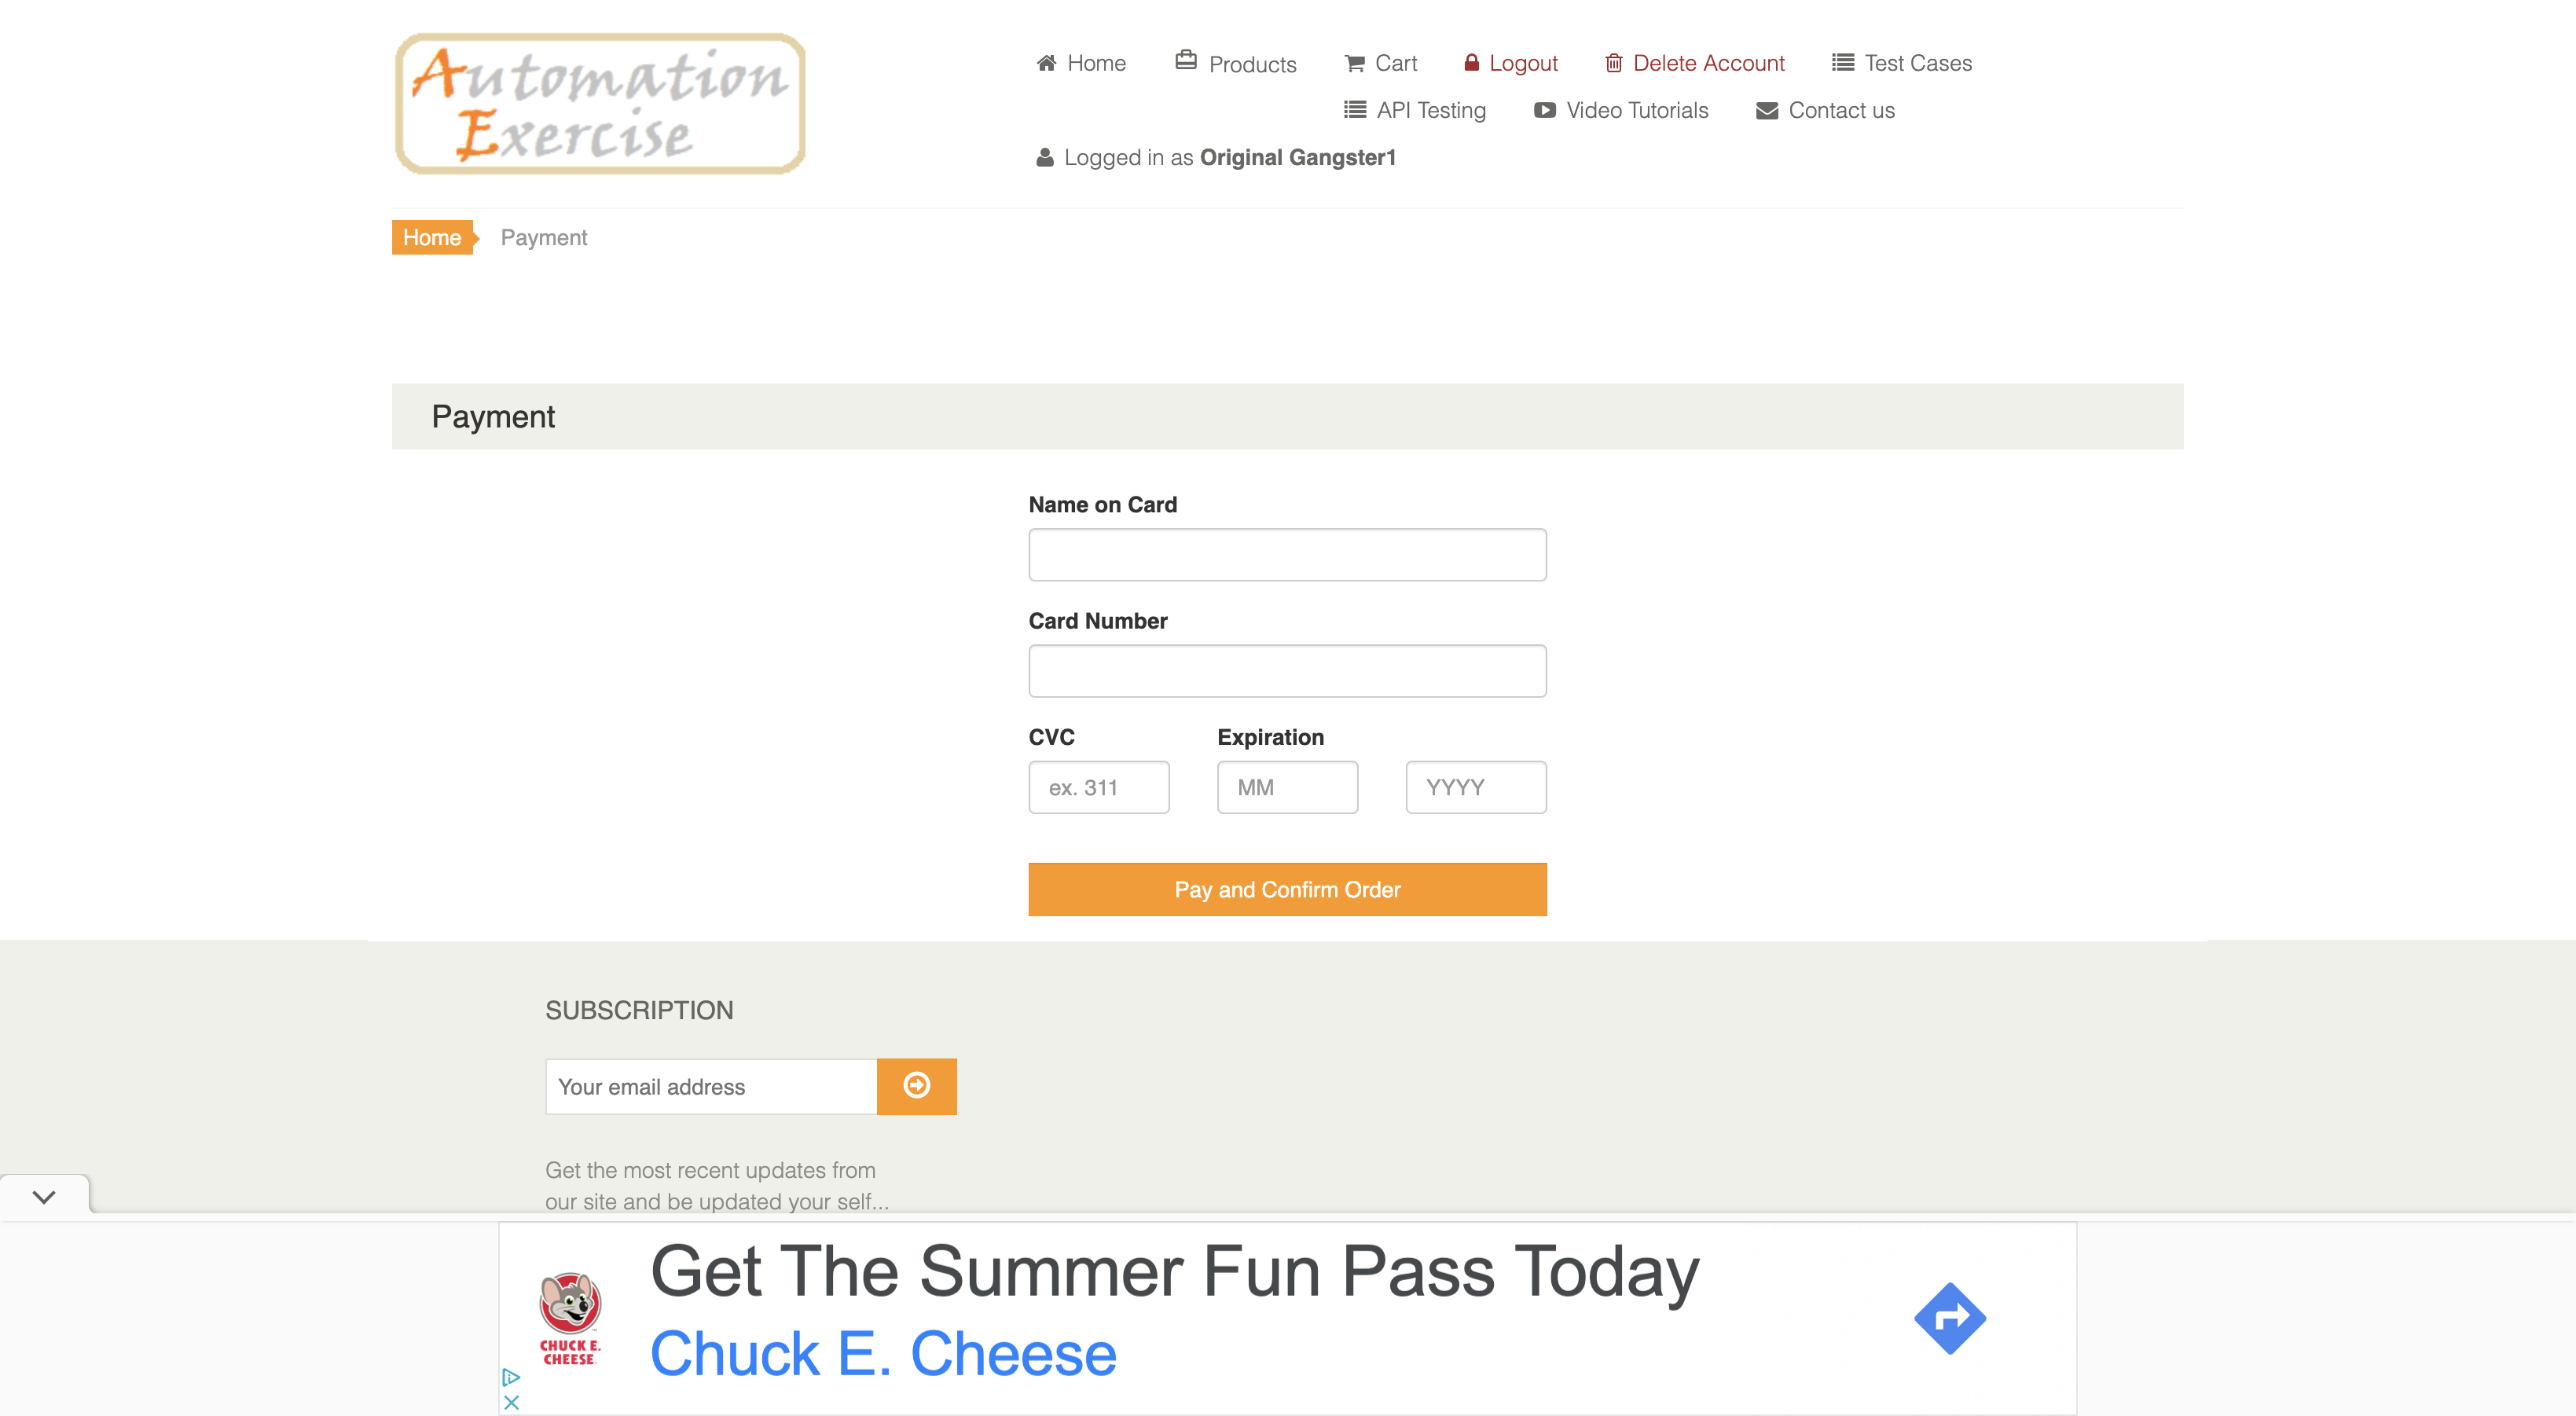 Automation
Exercise
Home Products Cart Logout Delete Account Test Cases
API Testing Video Tutorials Contact us
Logged in as Original Gangster1
Home Payment
Payment
Name on Card
Card Number
CVC Expiration
ex. 311 MM YYYY
Pay and Confirm Order
SUBSCRIPTION
Your email address
Get the most recent updates from
our site and be updated your self...
Get The Summer Fun Pass Today
Chuck E. Cheese
CHUCK E.
CHEESE